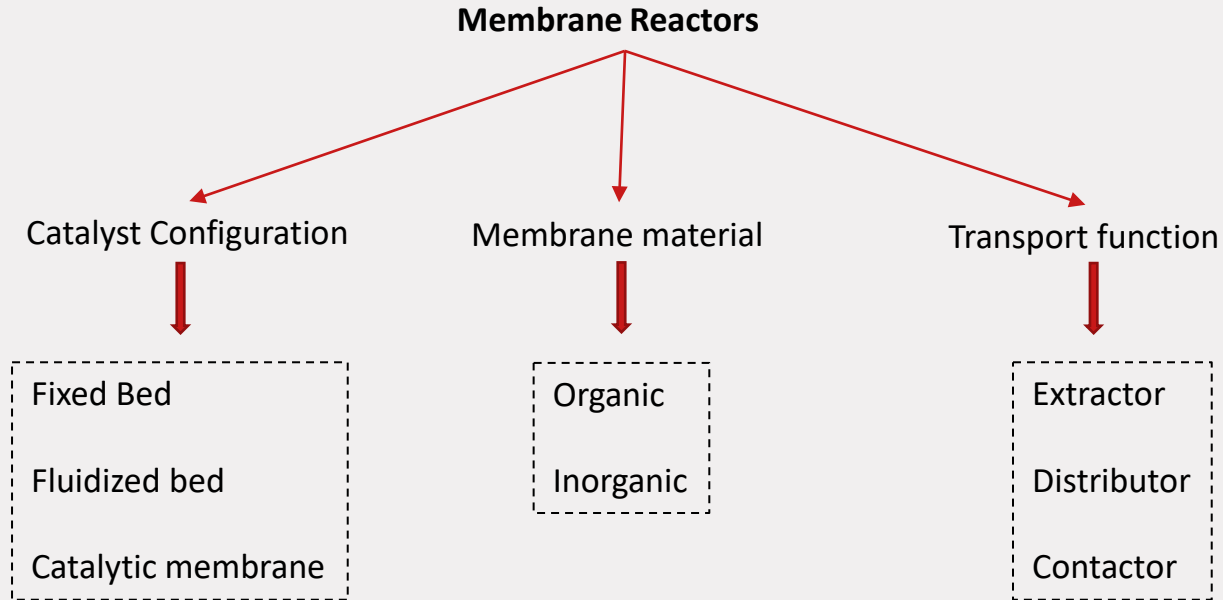 Membrane Reactors
Catalyst Configuration
Membrane material
Transport function
Fixed Bed
Fluidized bed
Catalytic membrane
Organic
Inorganic
Extractor
Distributor
Contactor